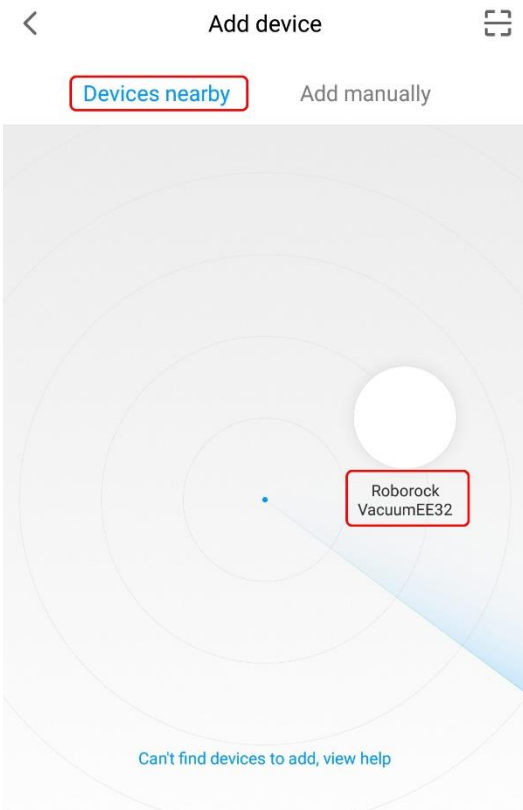 Add device
Devices nearby
Add manually
Roborock
VacuumEE32
Can't find devices to add, view help